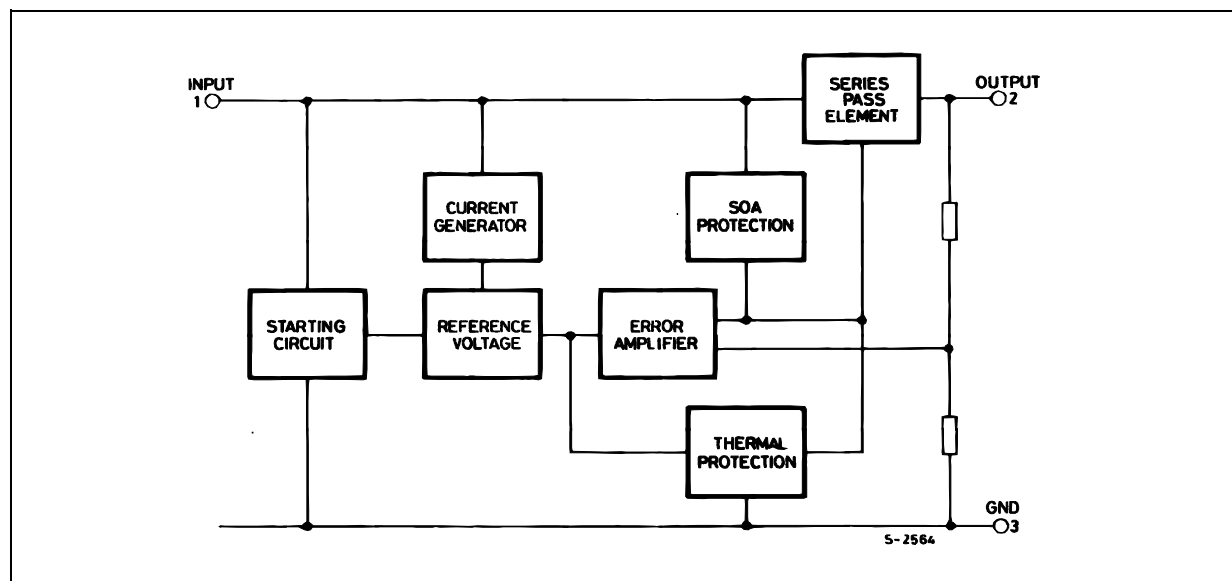 INPUT
1
SERIES
PASS
ELEMENT
OUTPUT
2
CURRENT
GENERATOR
SOA
PROTECTION
STARTING
CIRCUIT
REFERENCE
VOLTAGE
ERROR
AMPLIFIER
THERMAL
PROTECTION
GND
3
S-2564